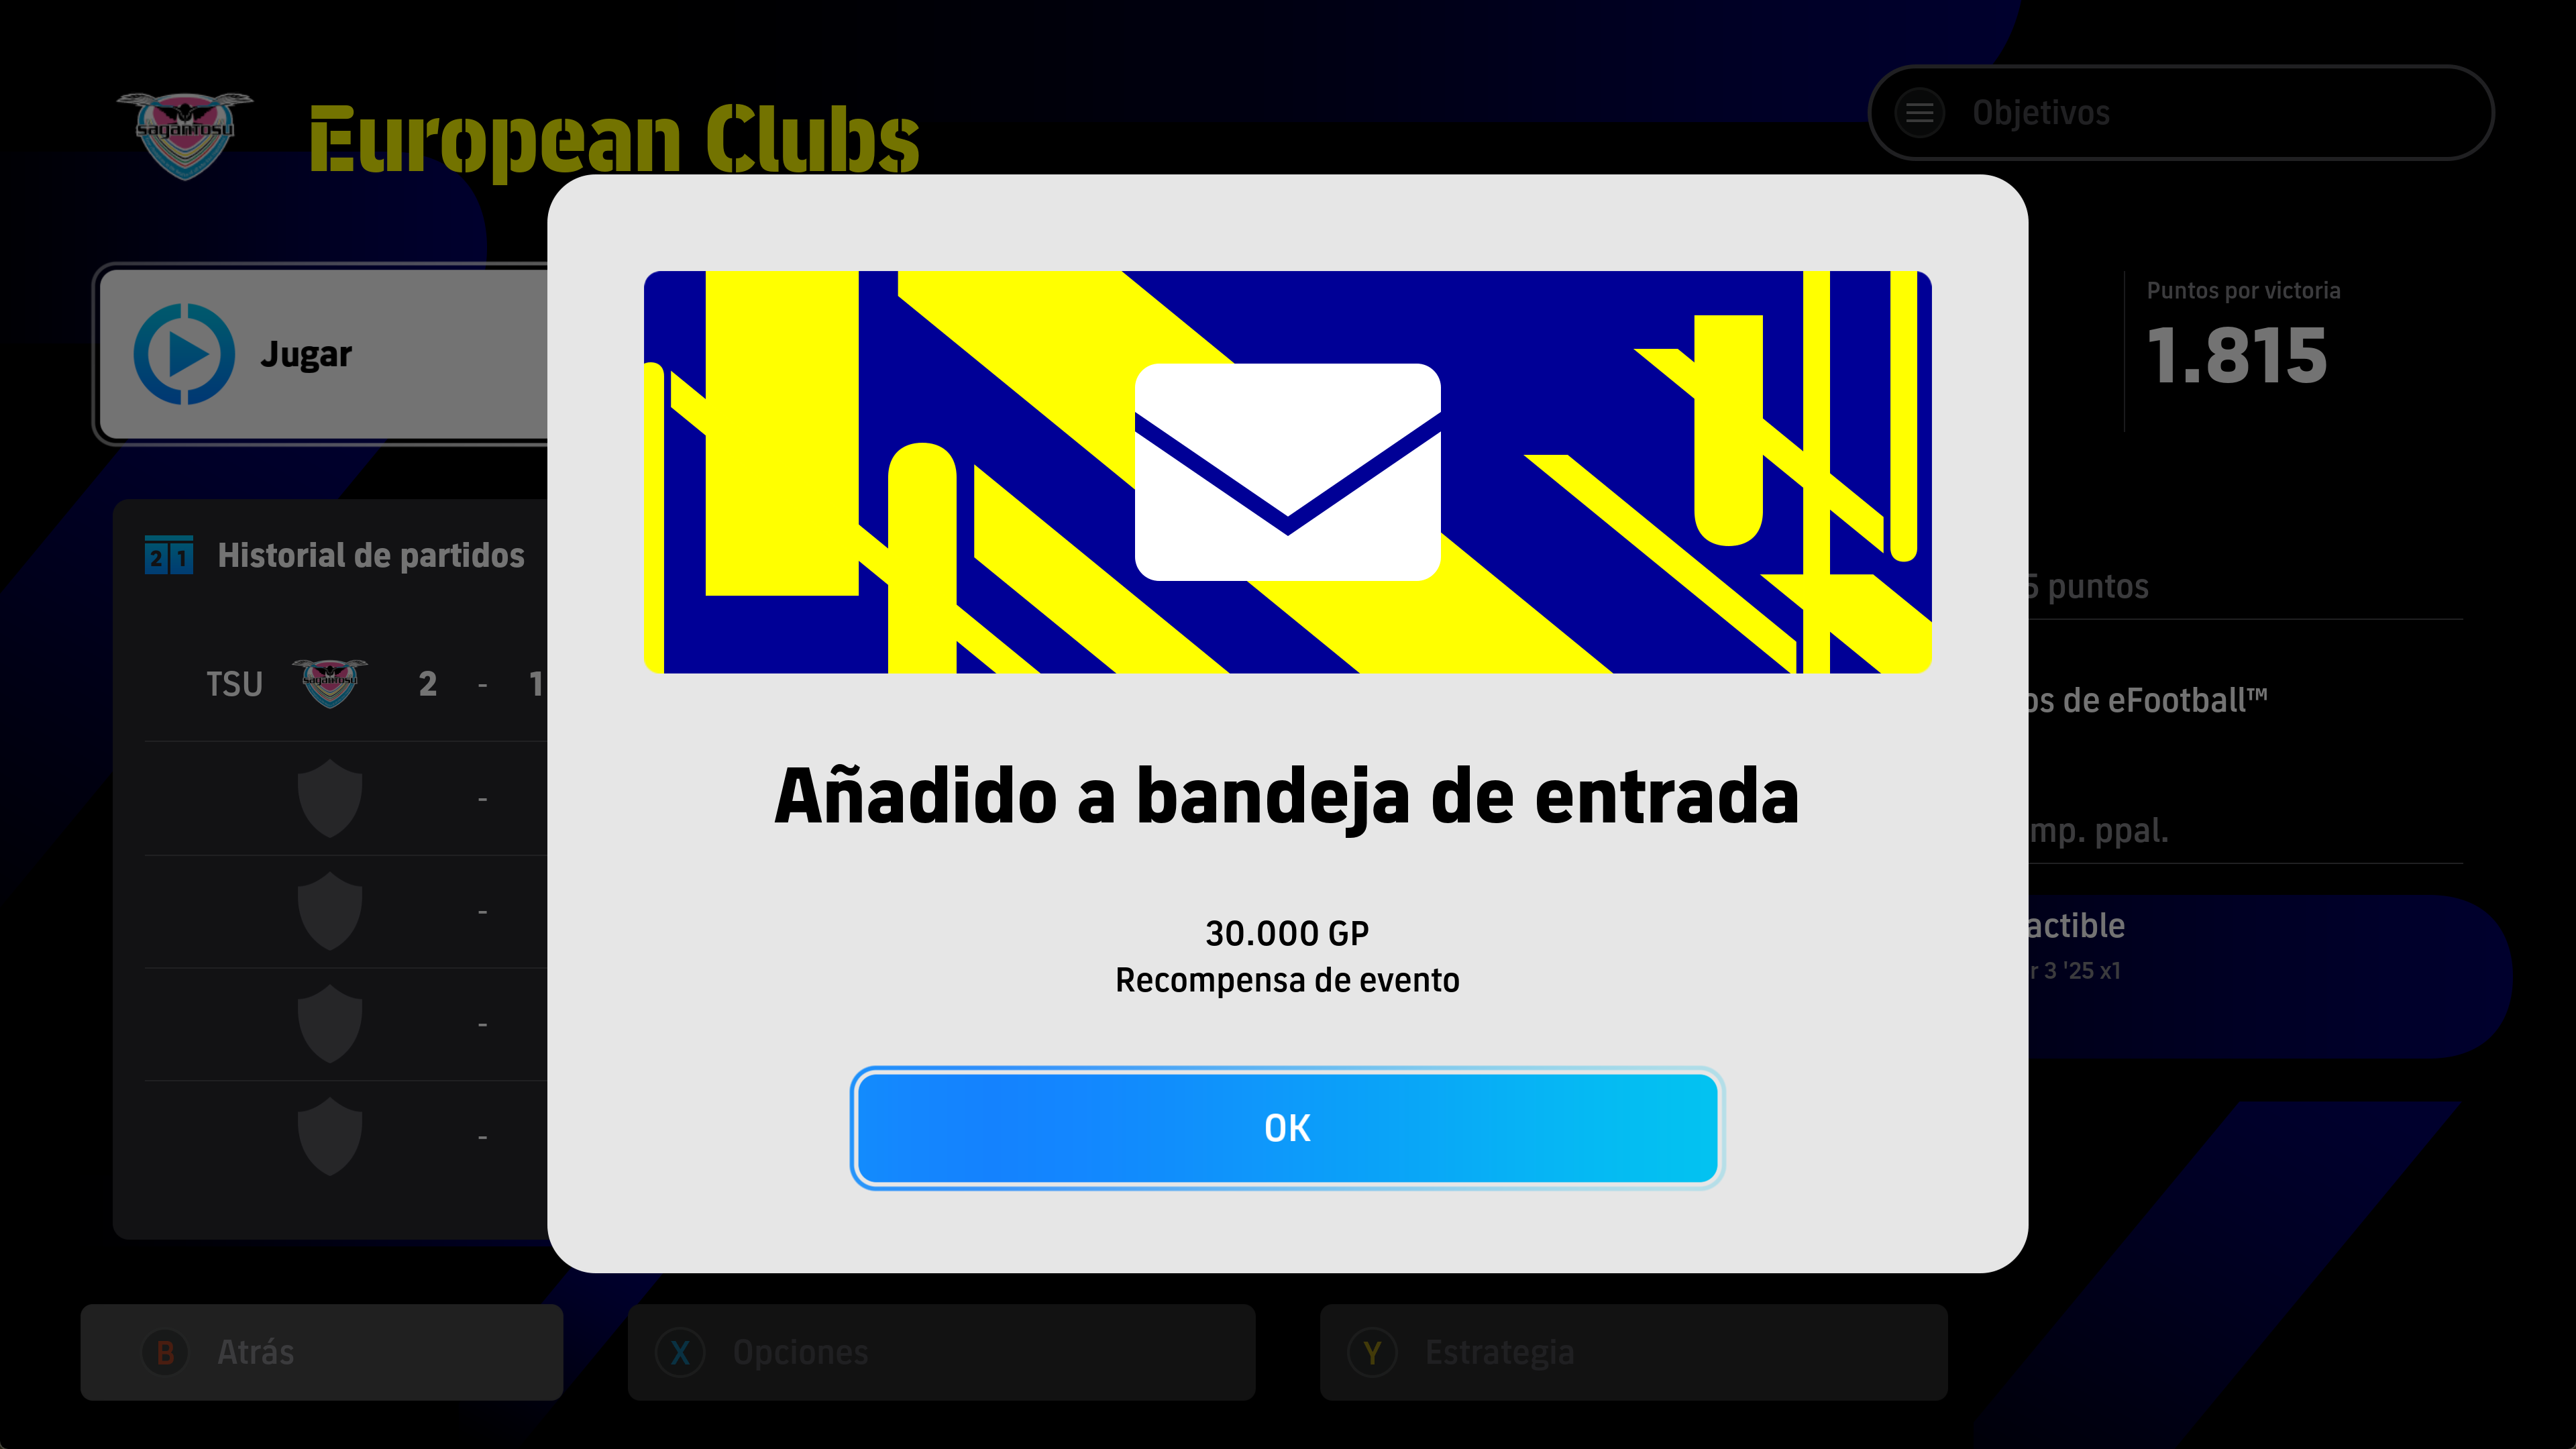 sagantosu
European Clubs
Objetivos
Jugar
Puntos por victoria
1.815
2 1
Historial de partidos
TSU
sagantosu
2 - 1
-
-
-
-
5 puntos
os de eFootball™
mp. ppal.
actible
r 3 '25 x1
Añadido a bandeja de entrada
30.000 GP
Recompensa de evento
OK
B Atrás
X Opciones
Y Estrategia